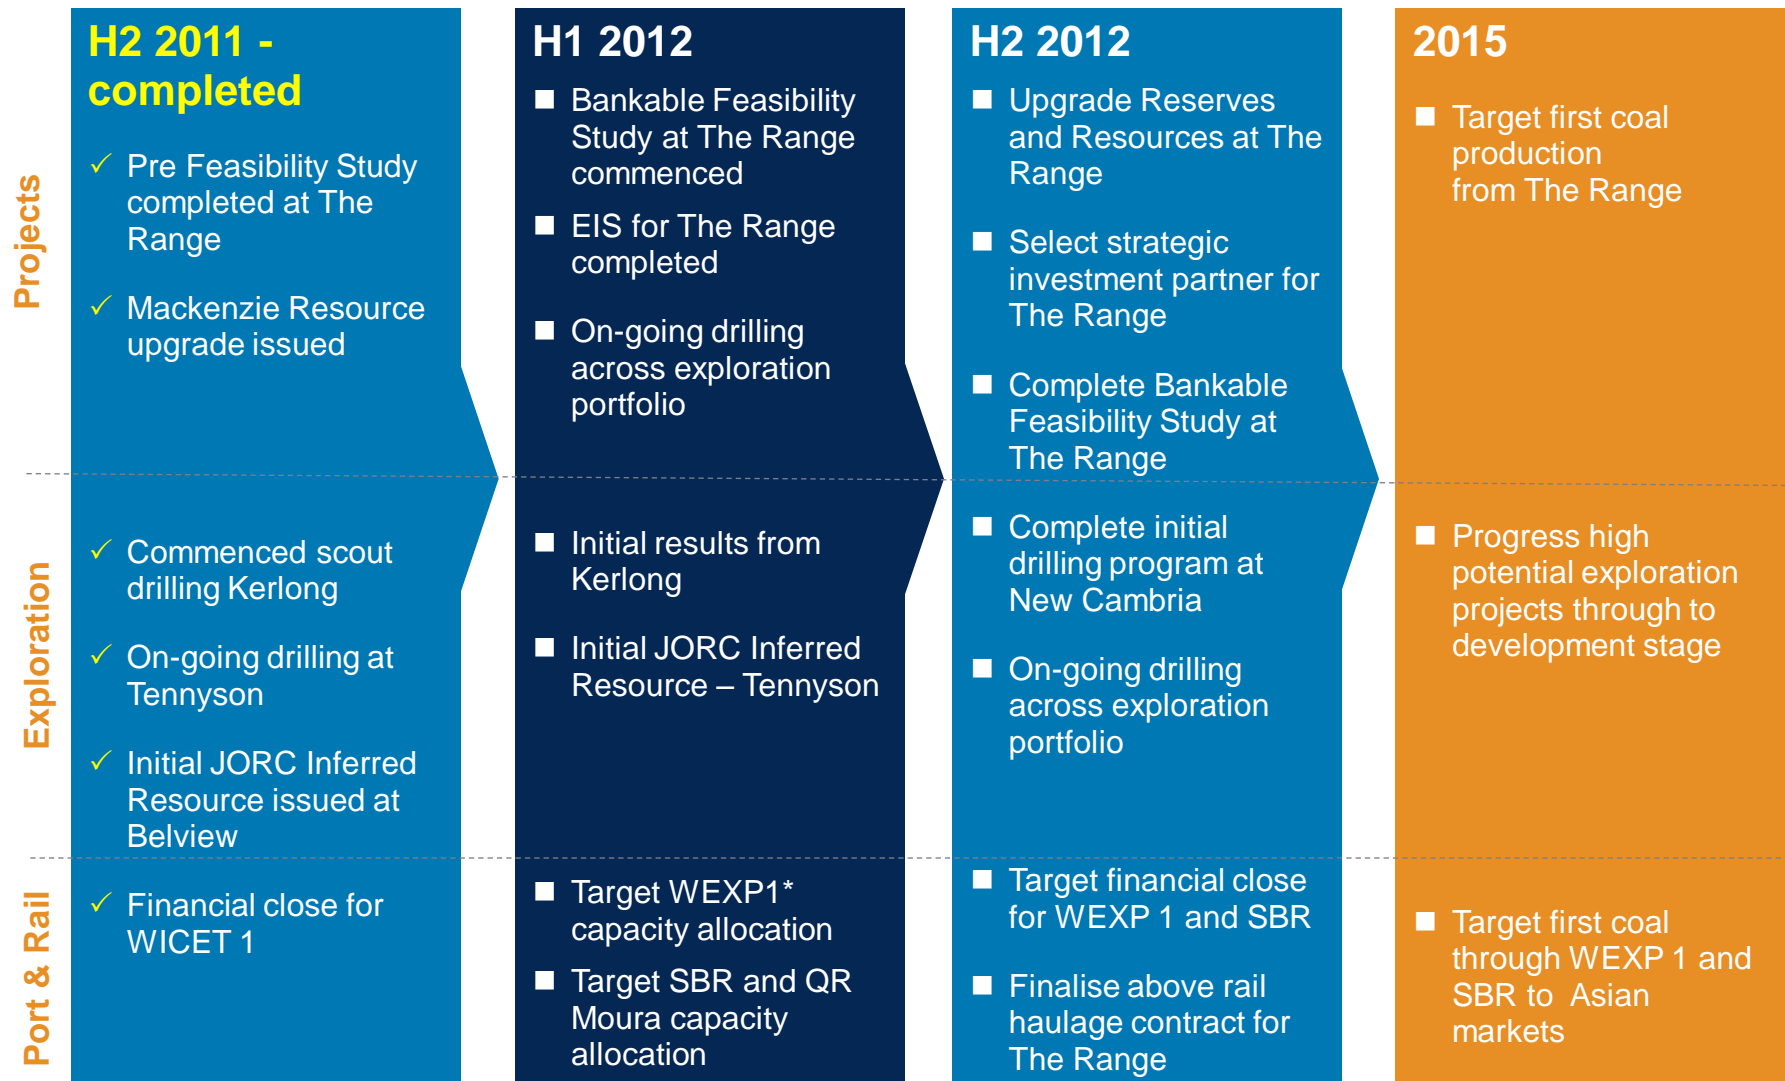 H2 2011 -
completed
Pre Feasibility Study
completed at The
Range
Mackenzie Resource
upgrade issued
Commenced scout
drilling Kerlong
On-going drilling at
Tennyson
Initial JORC Inferred
Resource issued at
Belview
Financial close for
WICET 1
H1 2012
Bankable Feasibility
Study at The Range
commenced
EIS for The Range
completed
On-going drilling
across exploration
portfolio
Initial results from
Kerlong
Initial JORC Inferred
Resource – Tennyson
Target WEXP1*
capacity allocation
Target SBR and QR
Moura capacity
allocation
H2 2012
Upgrade Reserves
and Resources at The
Range
Select strategic
investment partner for
The Range
Complete Bankable
Feasibility Study at
The Range
Complete initial
drilling program at
New Cambria
On-going drilling
across exploration
portfolio
Target financial close
for WEXP 1 and SBR
Finalise above rail
haulage contract for
The Range
2015
Target first coal
production
from The Range
Progress high
potential exploration
projects through to
development stage
Target first coal
through WEXP 1 and
SBR to Asian
markets
Projects
Exploration
Port & Rail